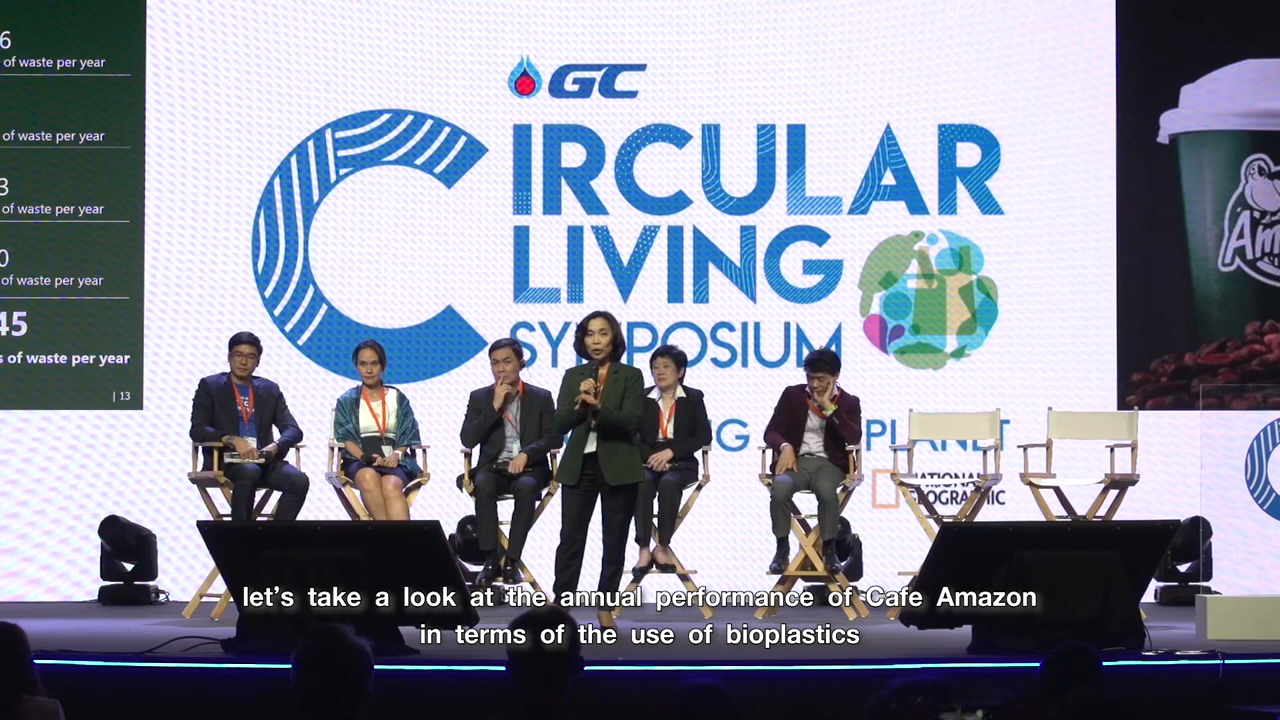 6
of waste per year
of waste per year
3
of waste per year
0
of waste per year
45
s of waste per year
| 13
GC
CIRCULAR
LIVING
SYMPOSIUM
G
PLANET
NATIONAL
GEOGRAPHIC
Am
let's take a look at the annual performance of Cafe Amazon
in terms of the use of bioplastics